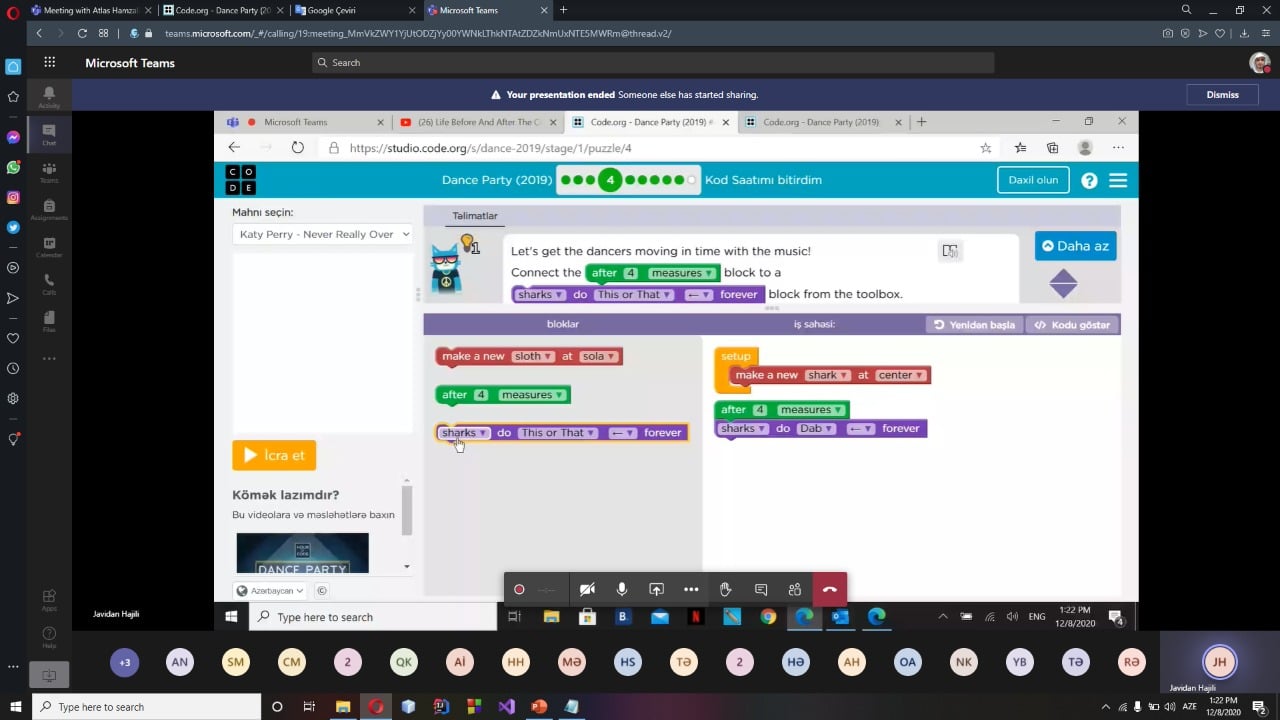 Meeting with Atlas Hamzal
Code.org - Dance Party (20
Google Çeviri
Microsoft Teams
teams.microsoft.com/_#/calling/19:meeting_MmVkZWY1YjUtODZjYy00YWNkLThkNTAtZDZkNmUxNTE5MWRm@thread.v2/
Microsoft Teams
Search
Your presentation ended Someone else has started sharing.
Dismiss
Activity
Chat
Teams
Assignments
Calendar
Calls
Files
Apps
Help
Microsoft Teams
(26) Life Before And After The C
Code.org - Dance Party (2019) #
Code.org - Dance Party (2019)
https://studio.code.org/s/dance-2019/stage/1/puzzle/4
C O
D E
Dance Party (2019)
4
Kod Saatımı bitirdim
Daxil olun
Mahnı seçin:
Katy Perry - Never Really Over
Təlimatlar
1
Let's get the dancers moving in time with the music!
Connect the after 4 measures block to a
sharks do This or That ← forever block from the toolbox.
Daha az
bloklar
iş sahəsi:
Yenidən başla
Kodu göstər
make a new sloth at sola
after 4 measures
sharks do This or That ← forever
setup
make a new shark at center
after 4 measures
sharks do Dab ← forever
İcra et
Kömək lazımdır?
Bu videolara və məsləhətlərə baxın
DANCE PARTY
Azərbaycan
Javidan Hajili
Type here to search
ENG
1:22 PM
12/8/2020
4
+3
AN
SM
CM
2
QK
Aİ
HH
MƏ
HS
TƏ
2
HƏ
AH
OA
NK
YB
TƏ
RƏ
JH
Javidan Hajili
Type here to search
AZE
1:22 PM
12/8/2020
2